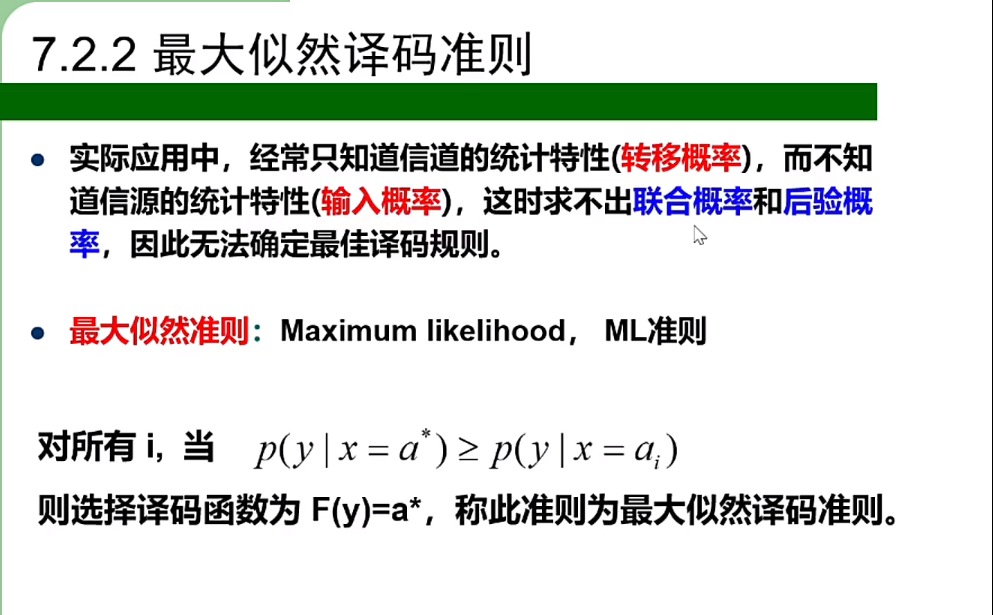 7.2.2 最大似然译码准则
实际应用中，经常只知道信道的统计特性(转移概率)，而不知
道信源的统计特性(输入概率)，这时求不出联合概率和后验概
率，因此无法确定最佳译码规则。
最大似然准则：Maximum likelihood， ML准则
对所有 i, 当 p(y | x = a*) ≥ p(y | x = aᵢ)
则选择译码函数为 F(y)=a*，称此准则为最大似然译码准则。